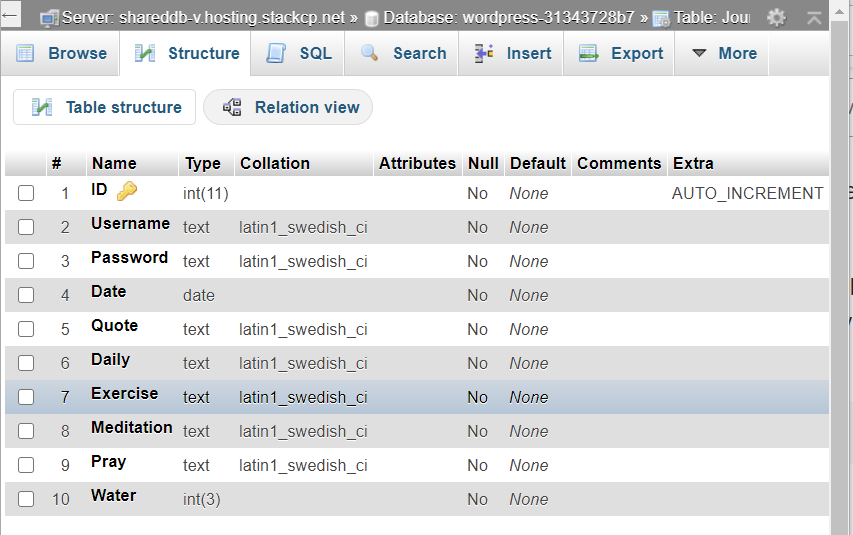 Server: shareddb-v.hosting.stackcp.net » Database: wordpress-31343728b7 » Table: Jou
Browse Structure SQL Search Insert Export More
Table structure Relation view
# Name Type Collation Attributes Null Default Comments Extra
1 ID int(11) No None AUTO_INCREMENT
2 Username text latin1_swedish_ci No None
3 Password text latin1_swedish_ci No None
4 Date date No None
5 Quote text latin1_swedish_ci No None
6 Daily text latin1_swedish_ci No None
7 Exercise text latin1_swedish_ci No None
8 Meditation text latin1_swedish_ci No None
9 Pray text latin1_swedish_ci No None
10 Water int(3) No None